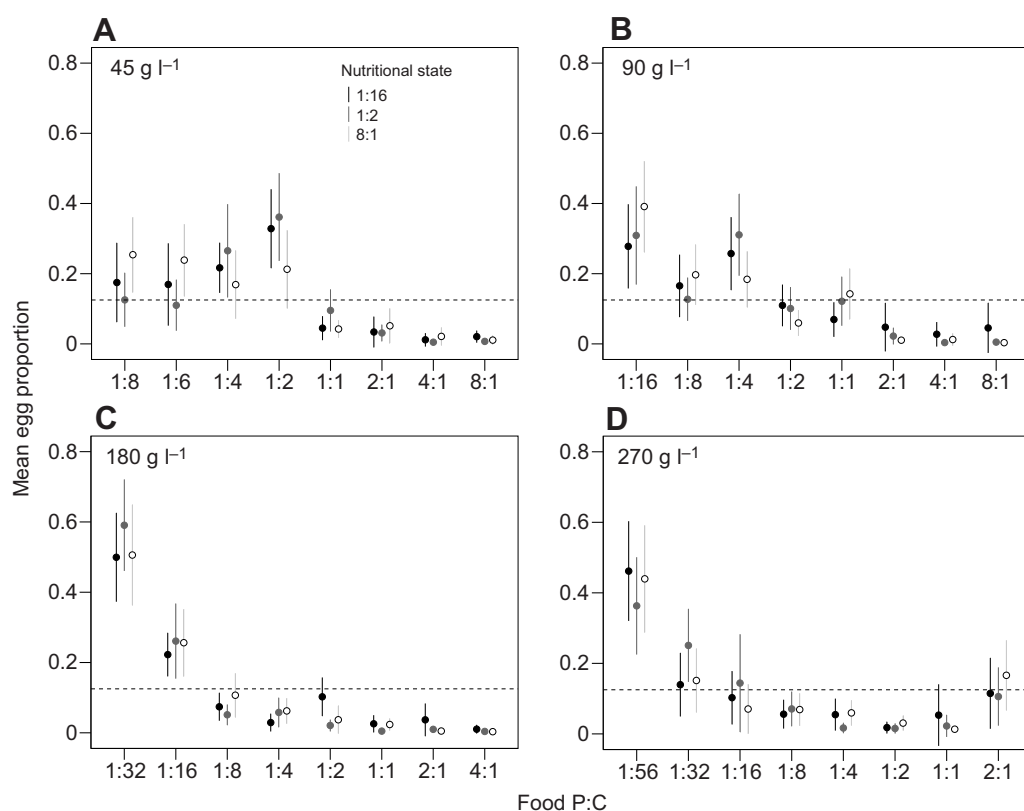 A
B
45 g l–1
Nutritional state
1:16
1:2
8:1
90 g l–1
0.8
0.6
0.4
0.2
0
0.8
0.6
0.4
0.2
0
1:8 1:6 1:4 1:2 1:1 2:1 4:1 8:1
1:16 1:8 1:4 1:2 1:1 2:1 4:1 8:1
Mean egg proportion
C
D
180 g l–1
270 g l–1
0.8
0.6
0.4
0.2
0
0.8
0.6
0.4
0.2
0
1:32 1:16 1:8 1:4 1:2 1:1 2:1 4:1
1:56 1:32 1:16 1:8 1:4 1:2 1:1 2:1
Food P:C